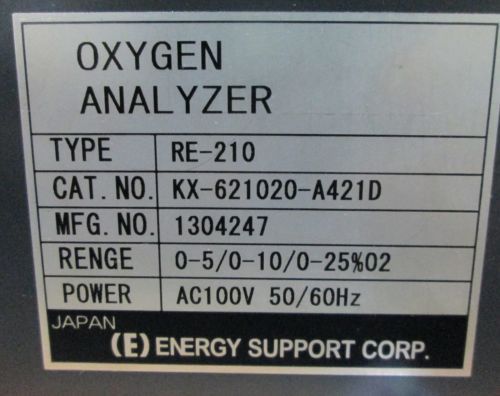 OXYGEN
ANALYZER
TYPE RE-210
CAT. NO. KX-621020-A421D
MFG. NO. 1304247
RENGE 0-5/0-10/0-25%02
POWER AC100V 50/60Hz
JAPAN
(E) ENERGY SUPPORT CORP.